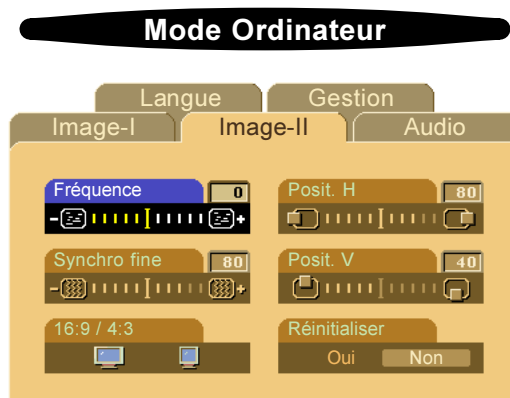 Mode Ordinateur
Langue Gestion
Image-I Image-II Audio
Fréquence 0 Posit. H 80
Synchro fine 80 Posit. V 40
16:9 / 4:3 Réinitialiser
Oui Non